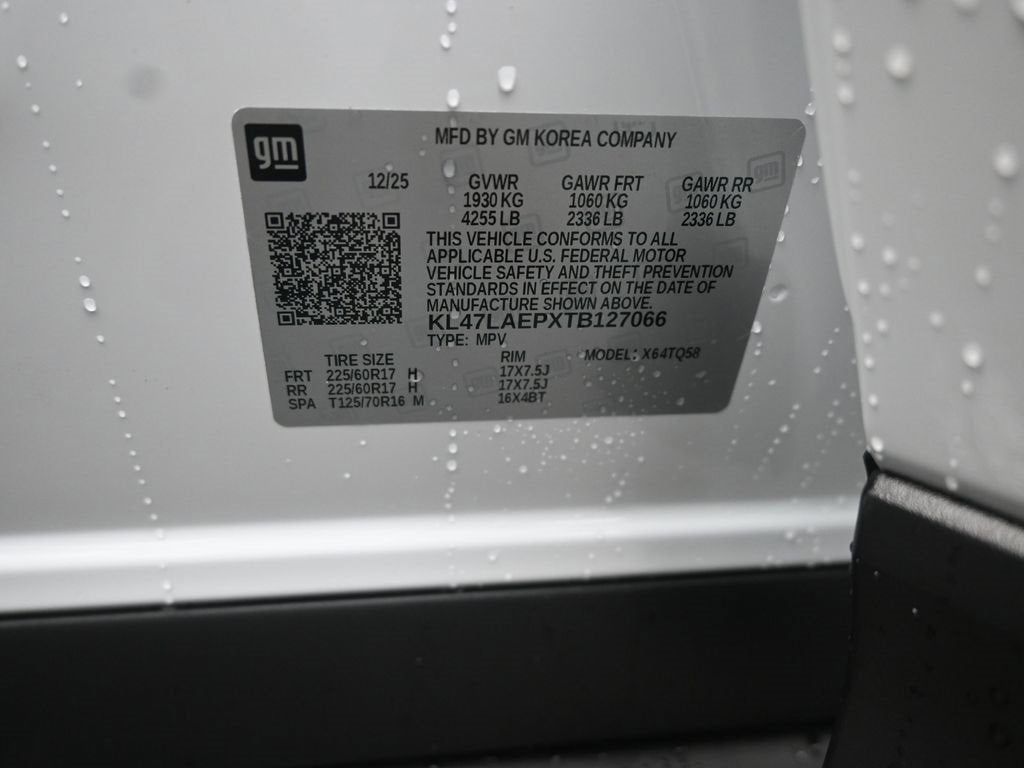 gm
MFD BY GM KOREA COMPANY
12/25 GVWR GAWR FRT GAWR RR
1930 KG 1060 KG 1060 KG
4255 LB 2336 LB 2336 LB
THIS VEHICLE CONFORMS TO ALL
APPLICABLE U.S. FEDERAL MOTOR
VEHICLE SAFETY AND THEFT PREVENTION
STANDARDS IN EFFECT ON THE DATE OF
MANUFACTURE SHOWN ABOVE.
KL47LAEPXTB127066
TYPE: MPV
TIRE SIZE RIM MODEL: X64TQ58
FRT 225/60R17 H 17X7.5J
RR 225/60R17 H 17X7.5J
SPA T125/70R16 M 16X4BT